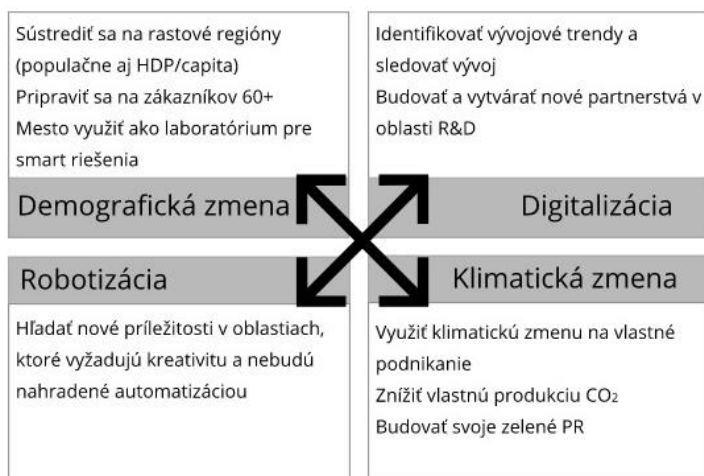 Sústrediť sa na rastové regióny
(populačne aj HDP/capita)
Pripraviť sa na zákazníkov 60+
Mesto využiť ako laboratórium pre
smart riešenia
Demografická zmena
Identifikovať vývojové trendy a
sledovať vývoj
Budovať a vytvárať nové partnerstvá v
oblasti R&D
Digitalizácia
Robotizácia
Hľadať nové príležitosti v oblastiach,
ktoré vyžadujú kreativitu a nebudú
nahradené automatizáciou
Klimatická zmena
Využiť klimatickú zmenu na vlastné
podnikanie
Znížiť vlastnú produkciu CO₂
Budovať svoje zelené PR